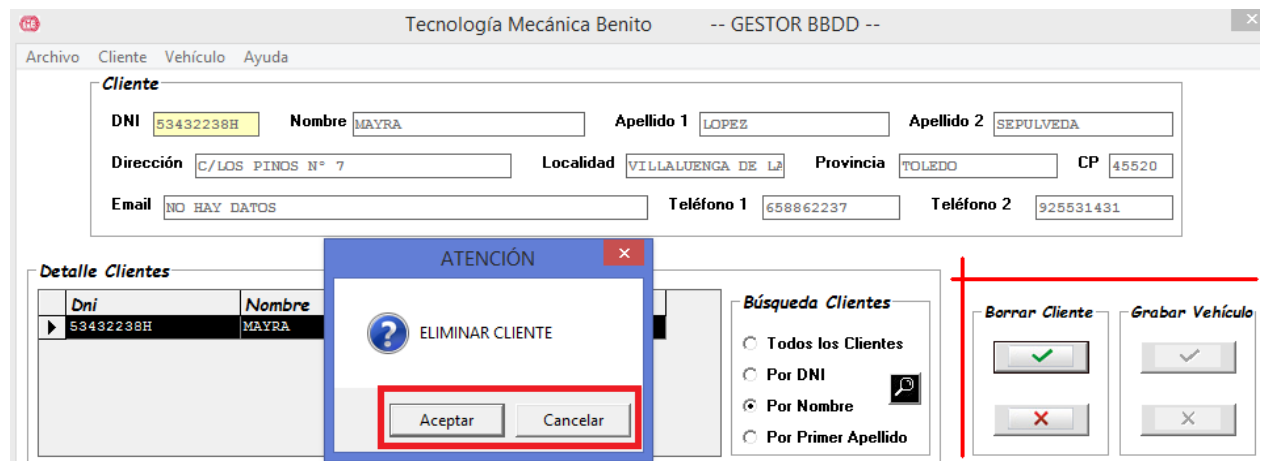 Tecnología Mecánica Benito -- GESTOR BBDD --
Archivo Cliente Vehículo Ayuda
Cliente
DNI 53432238H Nombre MAYRA Apellido 1 LOPEZ Apellido 2 SEPULVEDA
Dirección C/LOS PINOS Nº 7 Localidad VILLALUENGA DE LA Provincia TOLEDO CP 45520
Email NO HAY DATOS Teléfono 1 658862237 Teléfono 2 925531431
Detalle Clientes
Dni Nombre
53432238H MAYRA
ATENCIÓN
ELIMINAR CLIENTE
Aceptar Cancelar
Búsqueda Clientes
Todos los Clientes
Por DNI
Por Nombre
Por Primer Apellido
Borrar Cliente Grabar Vehículo